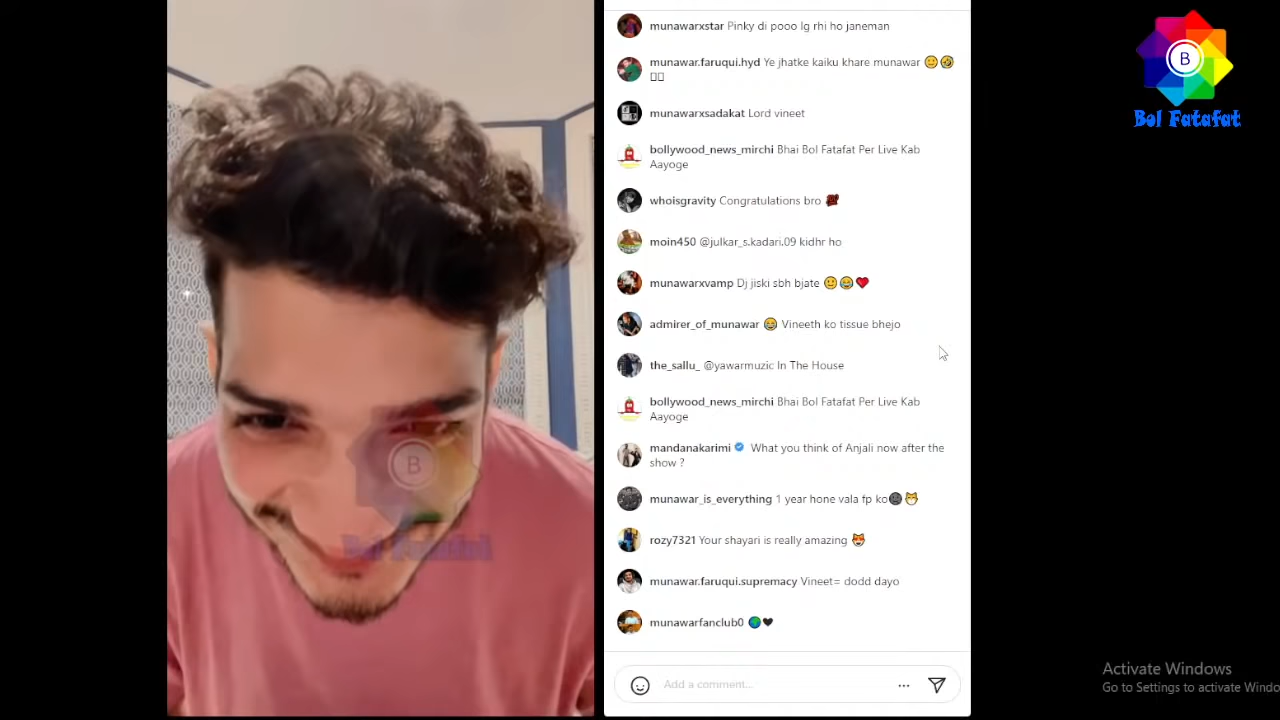 munawarxstar Pinky di pooo lg rhi ho janeman
munawar.faruqui.hyd Ye jhatke kaiku khare munawar 🙂🤣
munawarxsadakat Lord vineet
bollywood_news_mirchi Bhai Bol Fatafat Per Live Kab
Aayoge
whoisgravity Congratulations bro
moin450 @julkar_s.kadari.09 kidhr ho
munawarxvamp Dj jiski sbh bjate 🙂😂❤️
admirer_of_munawar 😂 Vineeth ko tissue bhejo
the_sallu_ @yawarmuzic In The House
bollywood_news_mirchi Bhai Bol Fatafat Per Live Kab
Aayoge
mandanakarimi What you think of Anjali now after the
show ?
munawar_is_everything 1 year hone vala fp ko
rozy7321 Your shayari is really amazing
munawar.faruqui.supremacy Vineet= dodd dayo
munawarfanclub0
Add a comment...
B
Bol Fatafat
B
Bol Fatafat
Activate Windows
Go to Settings to activate Windo